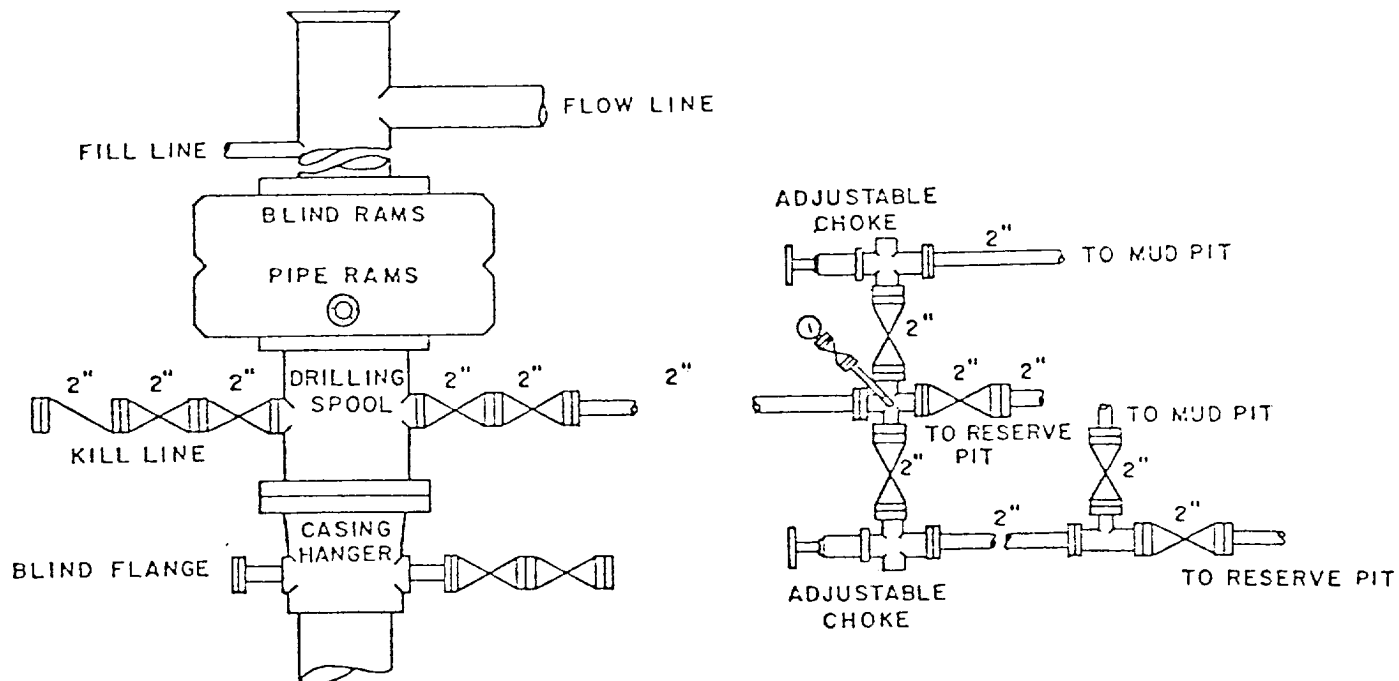 FLOW LINE
FILL LINE
BLIND RAMS
PIPE RAMS
2" 2" 2"
DRILLING
SPOOL
2" 2"
2"
KILL LINE
CASING
HANGER
BLIND FLANGE
ADJUSTABLE
CHOKE
2"
TO MUD PIT
2"
2" 2"
TO RESERVE
PIT
TO MUD PIT
2"
2"
2"
2"
ADJUSTABLE
CHOKE
TO RESERVE PIT